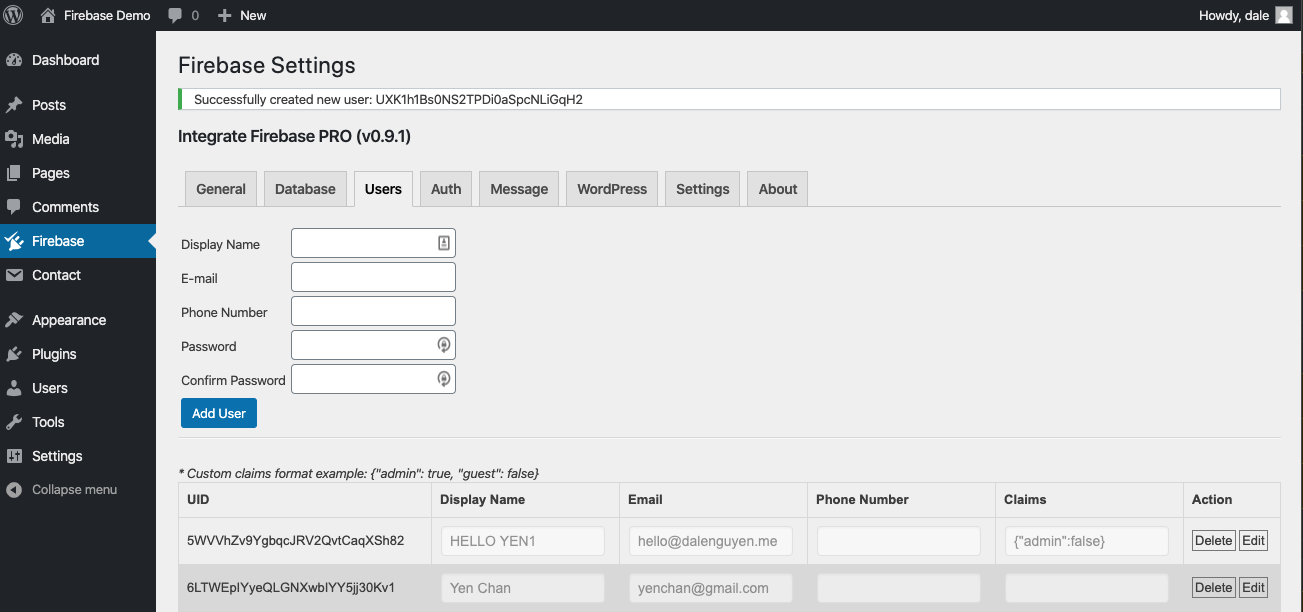 Firebase Demo 0 New Howdy, dale
Dashboard
Posts
Media
Pages
Comments
Firebase
Contact
Appearance
Plugins
Users
Tools
Settings
Collapse menu
Firebase Settings
Successfully created new user: UXK1h1Bs0NS2TPDi0aSpcNLiGqH2
Integrate Firebase PRO (v0.9.1)
General Database Users Auth Message WordPress Settings About
Display Name
E-mail
Phone Number
Password
Confirm Password
Add User
* Custom claims format example: {"admin": true, "guest": false}
UID Display Name Email Phone Number Claims Action
5WVVhZv9YgbqcJRV2QvtCaqXSh82 HELLO YEN1 hello@dalenguyen.me {"admin":false} Delete Edit
6LTWEpIYyeQLGNXwbIYY5jj30Kv1 Yen Chan yenchan@gmail.com Delete Edit